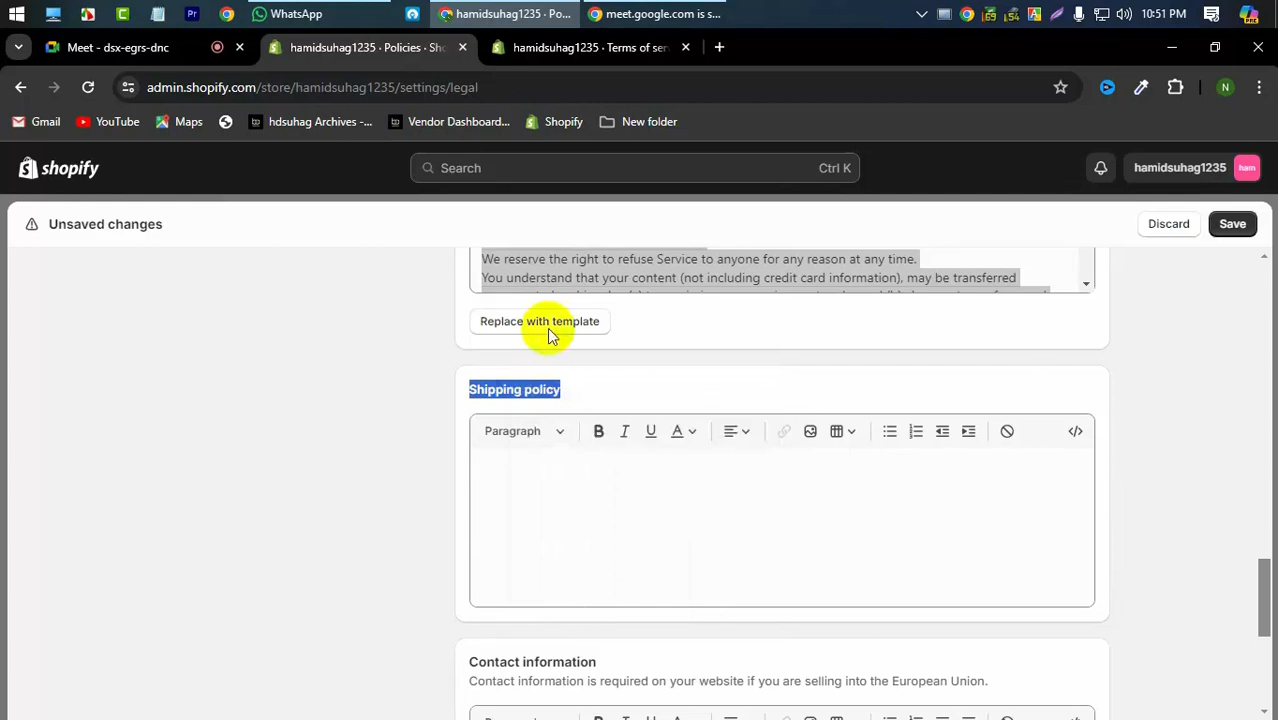 WhatsApp
hamidsuhag1235 · Po...
meet.google.com is s...
69
54
10:51 PM
Meet - dsx-egrs-dnc
hamidsuhag1235 · Policies · Sho
hamidsuhag1235 · Terms of ser
admin.shopify.com/store/hamidsuhag1235/settings/legal
N
Gmail
YouTube
Maps
hdsuhag Archives -...
Vendor Dashboard...
Shopify
New folder
shopify
Search
Ctrl K
hamidsuhag1235
ham
Unsaved changes
Discard
Save
We reserve the right to refuse Service to anyone for any reason at any time.
You understand that your content (not including credit card information), may be transferred
Replace with template
Shipping policy
Paragraph
B I U A
Contact information
Contact information is required on your website if you are selling into the European Union.